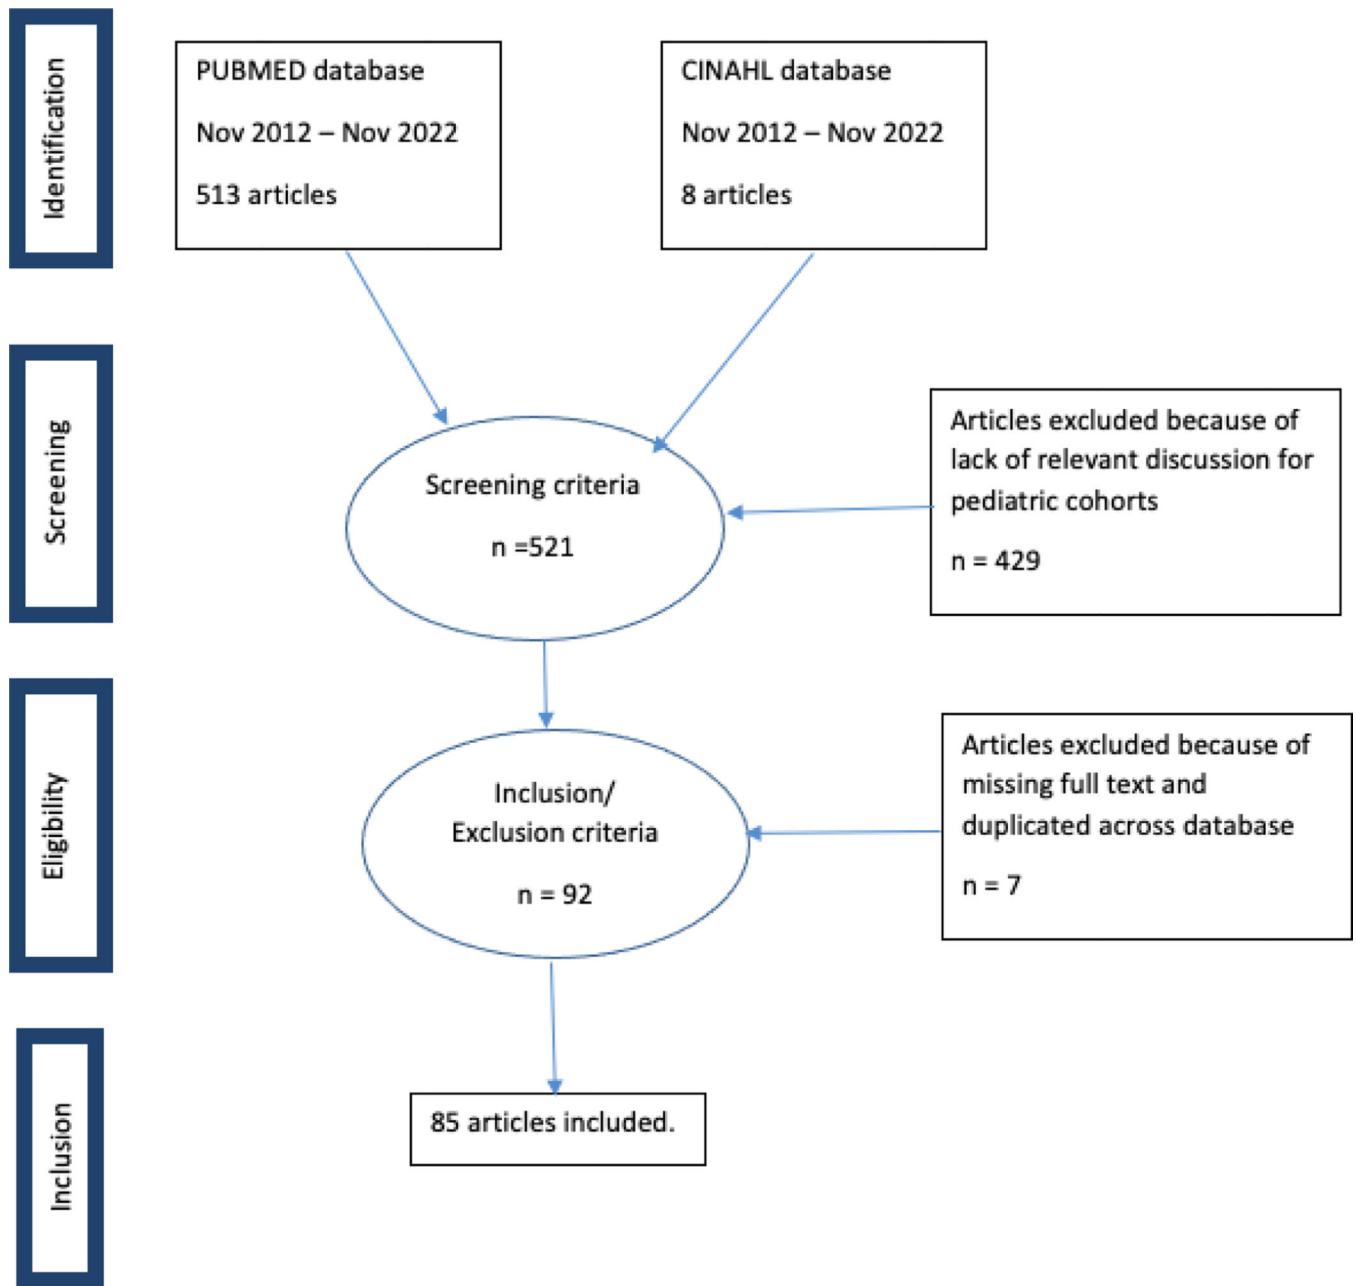 Identification
PUBMED database
Nov 2012 – Nov 2022
513 articles
CINAHL database
Nov 2012 – Nov 2022
8 articles
Screening
Screening criteria
n =521
Articles excluded because of
lack of relevant discussion for
pediatric cohorts
n = 429
Eligibility
Inclusion/
Exclusion criteria
n = 92
Articles excluded because of
missing full text and
duplicated across database
n = 7
Inclusion
85 articles included.